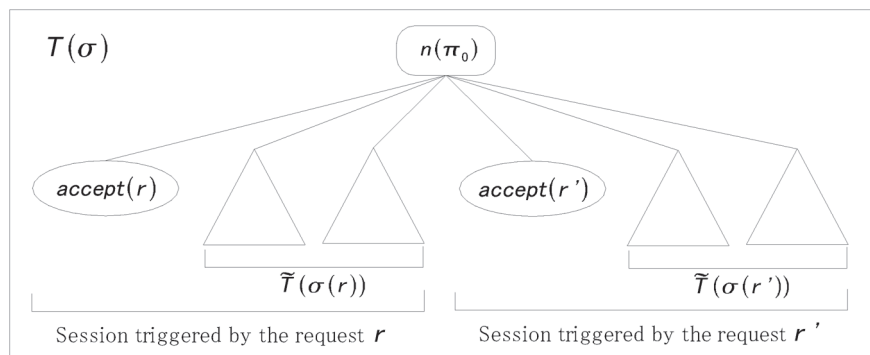 T(σ)
n(π₀)
accept(r)
accept(r')
T̃(σ(r))
T̃(σ(r'))
Session triggered by the request r
Session triggered by the request r'